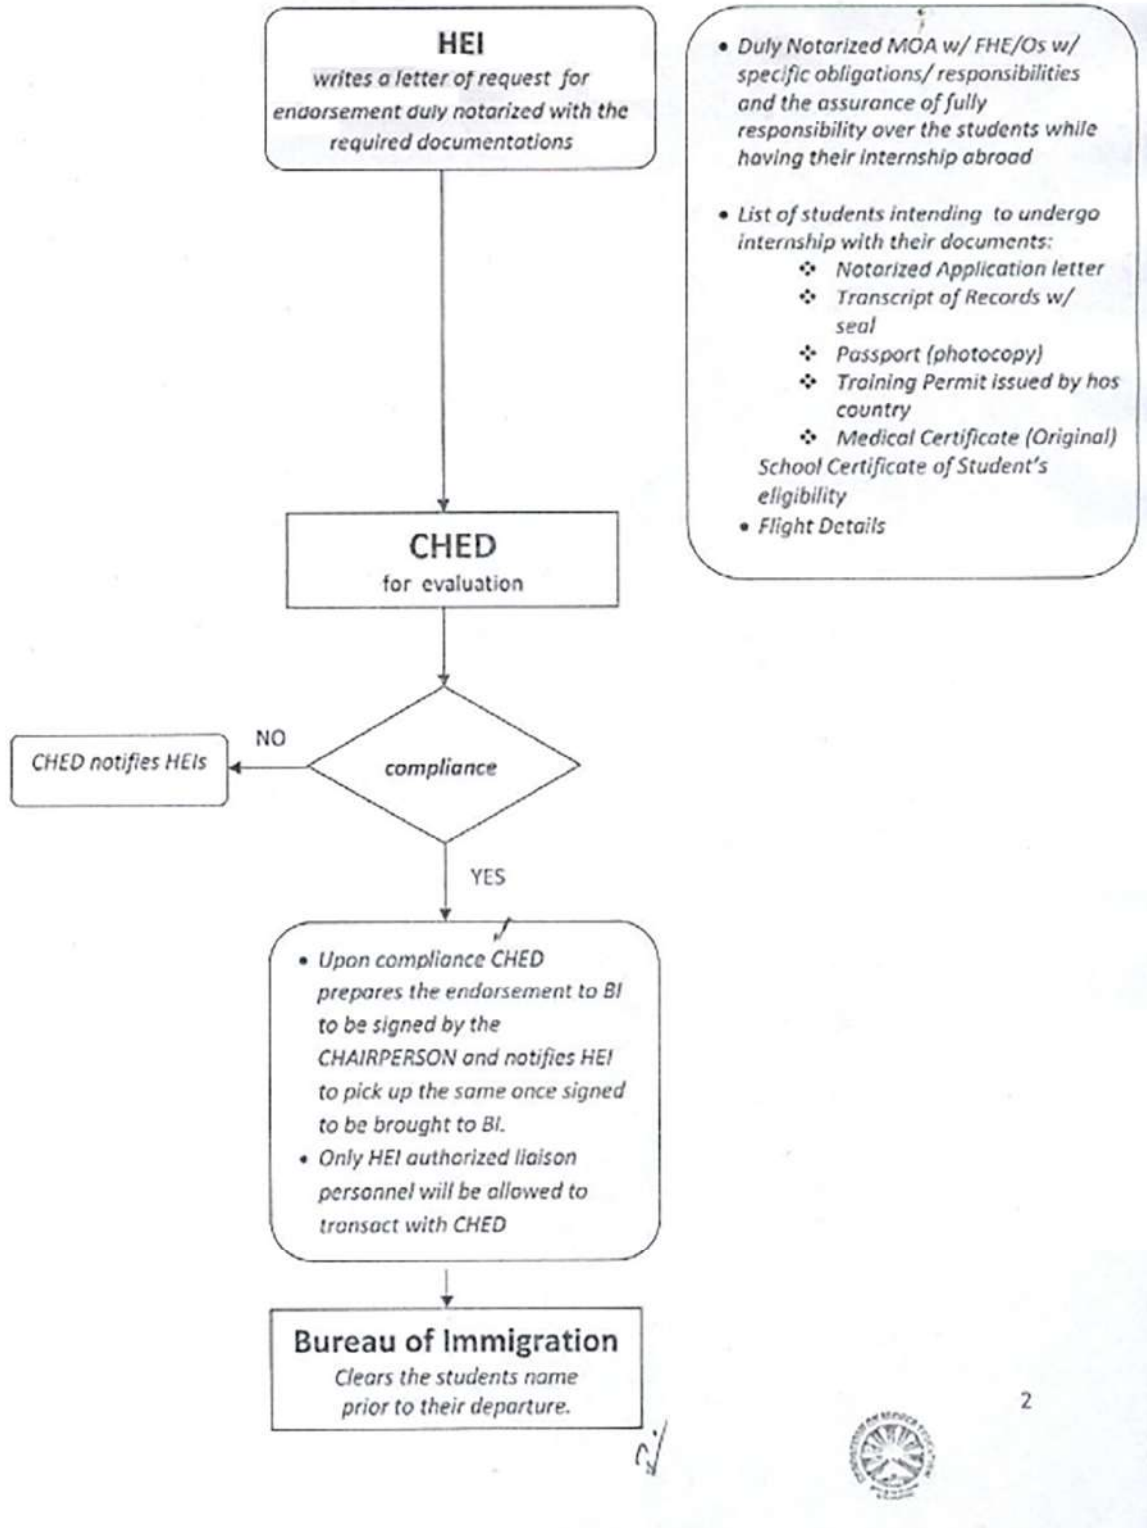 HEI
writes a letter of request for
endorsement duly notarized with the
required documentations
• Duly Notarized MOA w/ FHE/Os w/
specific obligations/ responsibilities
and the assurance of fully
responsibility over the students while
having their internship abroad
• List of students intending to undergo
internship with their documents:
❖ Notarized Application letter
❖ Transcript of Records w/
seal
❖ Passport (photocopy)
❖ Training Permit issued by hos
country
❖ Medical Certificate (Original)
School Certificate of Student's
eligibility
• Flight Details
CHED
for evaluation
compliance
NO
CHED notifies HEIs
YES
• Upon compliance CHED
prepares the endorsement to BI
to be signed by the
CHAIRPERSON and notifies HEI
to pick up the same once signed
to be brought to BI.
• Only HEI authorized liaison
personnel will be allowed to
transact with CHED
Bureau of Immigration
Clears the students name
prior to their departure.
2